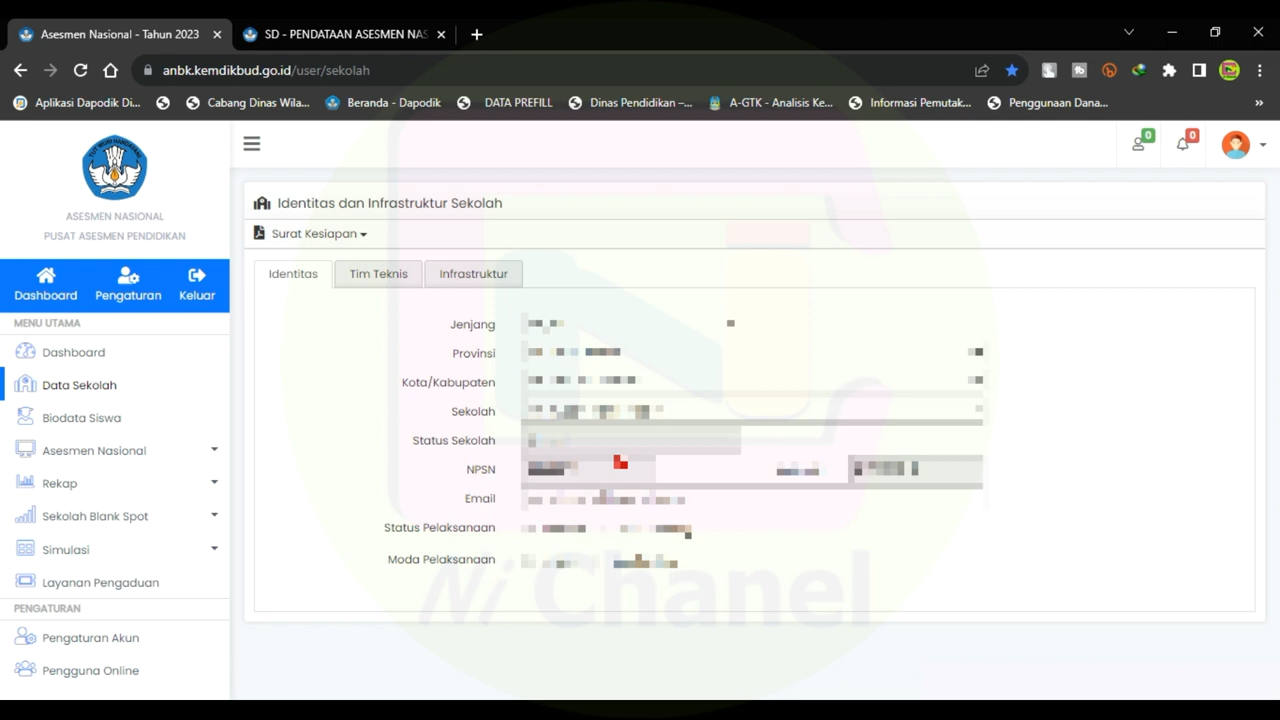 Asesmen Nasional - Tahun 2023
SD - PENDATAAN ASESMEN NAS
anbk.kemdikbud.go.id/user/sekolah
Aplikasi Dapodik Di...
Cabang Dinas Wila...
Beranda - Dapodik
DATA PREFILL
Dinas Pendidikan –...
A-GTK - Analisis Ke...
Informasi Pemutak...
Penggunaan Dana...
»
TUT WURI HANDAYANI
ASESMEN NASIONAL
PUSAT ASESMEN PENDIDIKAN
Dashboard Pengaturan Keluar
MENU UTAMA
Dashboard
Data Sekolah
Biodata Siswa
Asesmen Nasional
Rekap
Sekolah Blank Spot
Simulasi
Layanan Pengaduan
PENGATURAN
Pengaturan Akun
Pengguna Online
0 0
Identitas dan Infrastruktur Sekolah
Surat Kesiapan
Identitas Tim Teknis Infrastruktur
Jenjang
Provinsi
Kota/Kabupaten
Sekolah
Status Sekolah
NPSN
Email
Status Pelaksanaan
Moda Pelaksanaan
Ni Chanel